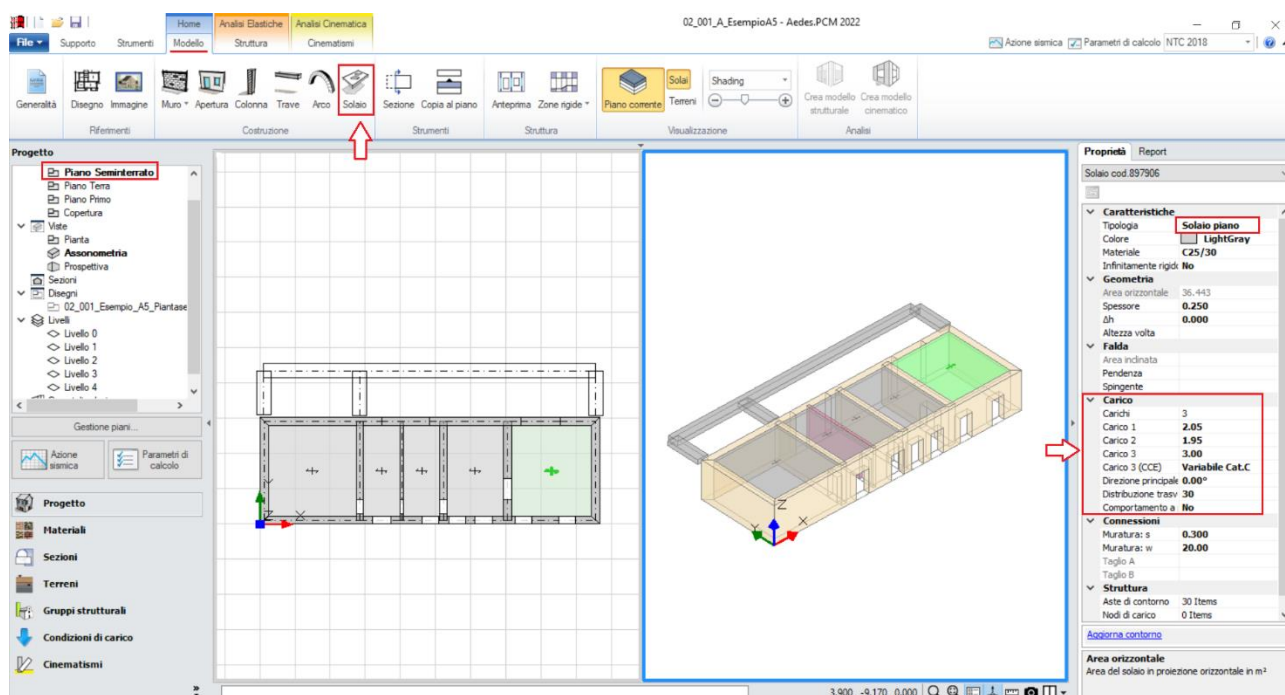 02_001_A_EsempioA5 - Aedes.PCM 2022
Home
Analisi Elastiche
Analisi Cinematica
File
Supporto
Strumenti
Modello
Struttura
Cinematismi
Azione sismica
Parametri di calcolo
NTC 2018
Generalità
Disegno
Immagine
Muro
Apertura
Colonna
Trave
Arco
Solaio
Sezione
Copia al piano
Anteprima
Zone rigide
Piano corrente
Solai
Terreni
Shading
Crea modello strutturale
Crea modello cinematico
Riferimenti
Costruzione
Strumenti
Struttura
Visualizzazione
Analisi
Progetto
Piano Seminterrato
Piano Terra
Piano Primo
Copertura
Viste
Pianta
Assonometria
Prospettiva
Sezioni
Disegni
02_001_Esempio_A5_Piantase
Livelli
Livello 0
Livello 1
Livello 2
Livello 3
Livello 4
Gestione piani...
Azione sismica
Parametri di calcolo
Progetto
Materiali
Sezioni
Terreni
Gruppi strutturali
Condizioni di carico
Cinematismi
Y
Z
X
Z
Y
X
Proprietà
Report
Solaio cod.897906
Caratteristiche
Tipologia Solaio piano
Colore LightGray
Materiale C25/30
Infinitamente rigido No
Geometria
Area orizzontale 36.443
Spessore 0.250
Δh 0.000
Altezza volta
Falda
Area inclinata
Pendenza
Spingente
Carico
Carichi 3
Carico 1 2.05
Carico 2 1.95
Carico 3 3.00
Carico 3 (CCE) Variabile Cat.C
Direzione principale 0.00°
Distribuzione trasv 30
Comportamento a No
Connessioni
Muratura: s 0.300
Muratura: w 20.00
Taglio A
Taglio B
Struttura
Aste di contorno 30 Items
Nodi di carico 0 Items
Aggiorna contorno
Area orizzontale
Area del solaio in proiezione orizzontale in m²
3.900 -9.170 0.000